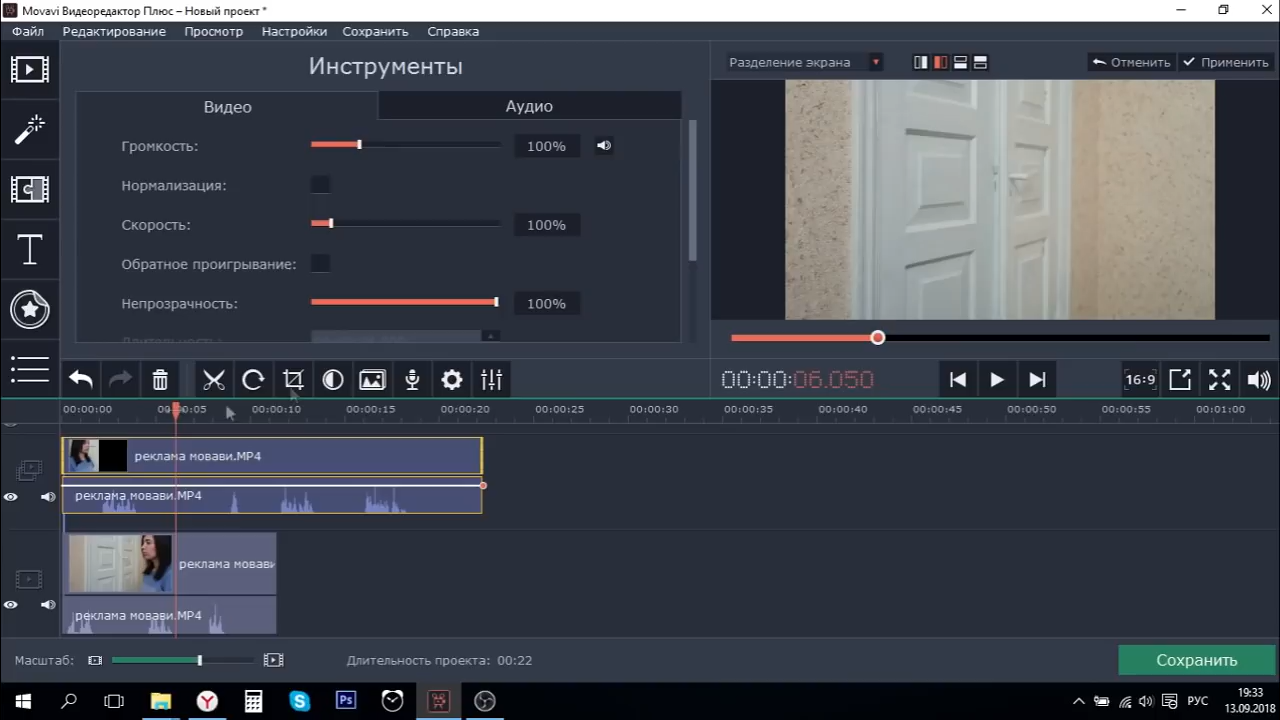 Movavi Видеоредактор Плюс – Новый проект *
Файл Редактирование Просмотр Настройки Сохранить Справка
Инструменты
Разделение экрана
Отменить
Применить
Видео
Аудио
Громкость: 100%
Нормализация:
Скорость: 100%
Обратное проигрывание:
Непрозрачность: 100%
00:00:06.050
16:9
00:00:00 00:00:05 00:00:10 00:00:15 00:00:20 00:00:25 00:00:30 00:00:35 00:00:40 00:00:45 00:00:50 00:00:55 00:01:00
реклама мовави.MP4
реклама мовави.MP4
реклама мовави
реклама мовави.MP4
Масштаб:
Длительность проекта: 00:22
Сохранить
Ps
РУС
19:33
13.09.2018